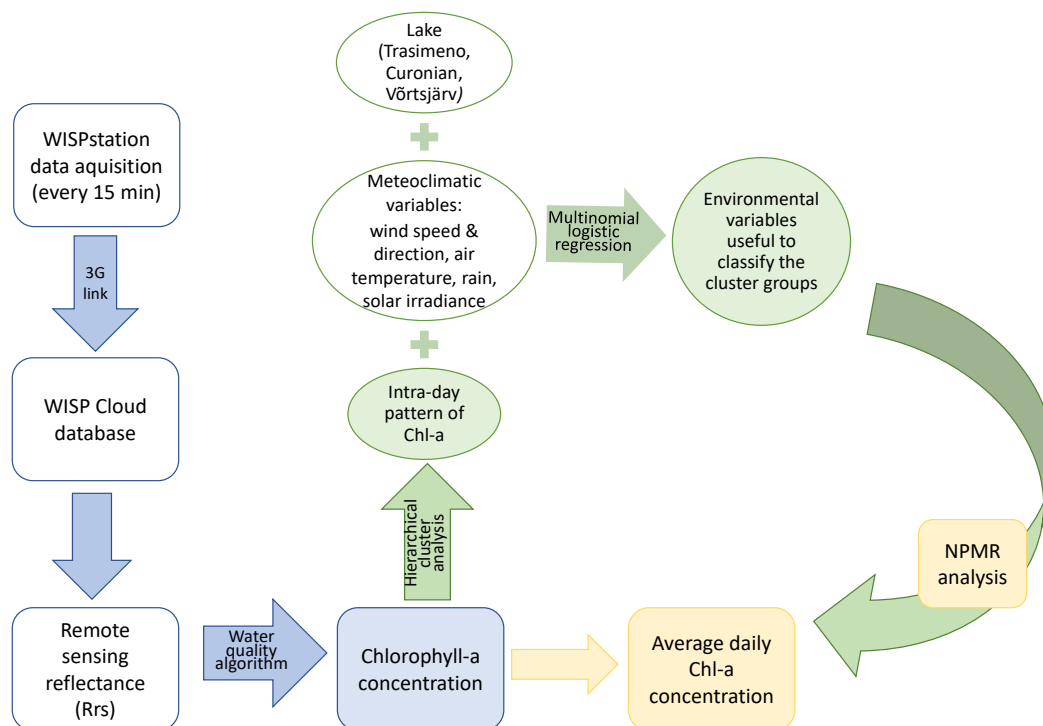 WISPstation
data aquisition
(every 15 min)
3G
link
WISP Cloud
database
Remote
sensing
reflectance
(Rrs)
Water
quality
algorithm
Chlorophyll-a
concentration
Hierarchical
cluster
analysis
Intra-day
pattern of
Chl-a
Meteoclimatic
variables:
wind speed &
direction, air
temperature, rain,
solar irradiance
Lake
(Trasimeno,
Curonian,
Võrtsjärv)
Multinomial
logistic
regression
Environmental
variables
useful to
classify the
cluster groups
NPMR
analysis
Average daily
Chl-a
concentration